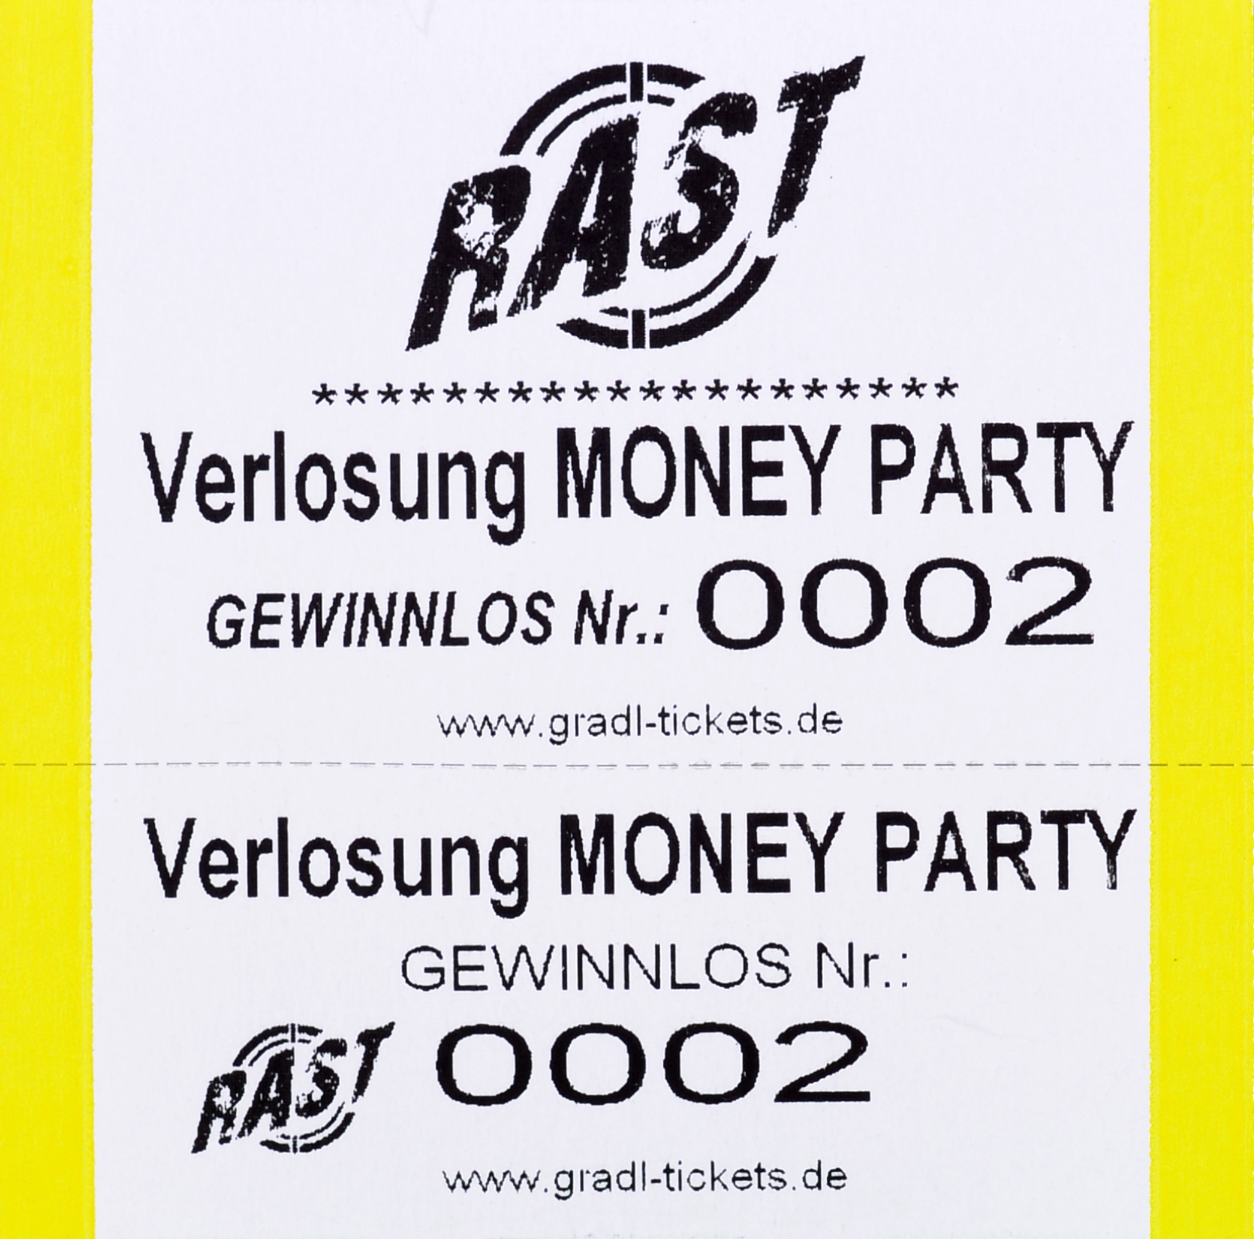 RAST
********************
Verlosung MONEY PARTY
GEWINNLOS Nr.: 0002
www.gradl-tickets.de
Verlosung MONEY PARTY
GEWINNLOS Nr.:
RAST 0002
www.gradl-tickets.de